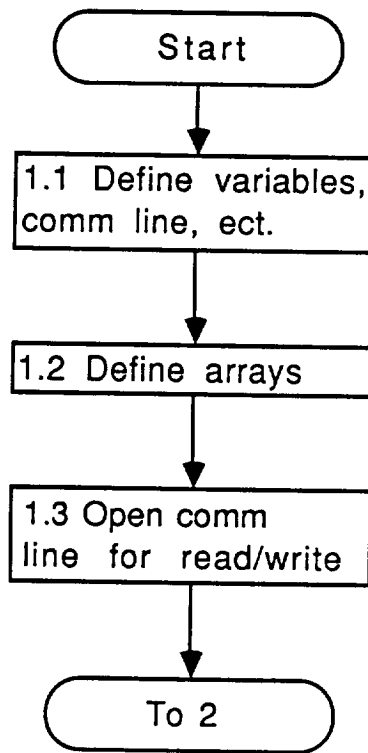 Start
1.1 Define variables,
comm line, ect.
1.2 Define arrays
1.3 Open comm
line for read/write
To 2